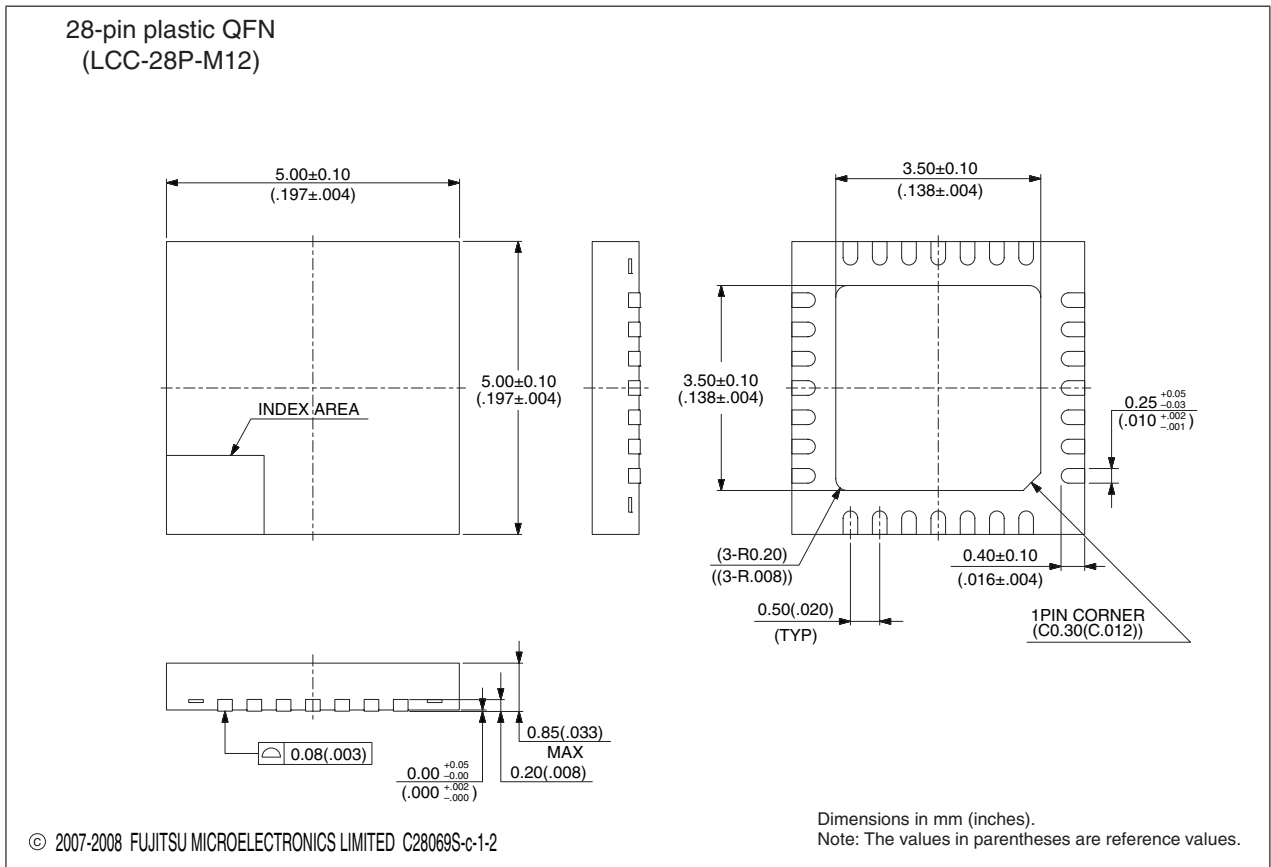 28-pin plastic QFN
(LCC-28P-M12)
5.00±0.10
(.197±.004)
3.50±0.10
(.138±.004)
5.00±0.10
(.197±.004)
INDEX AREA
3.50±0.10
(.138±.004)
0.25 +0.05 −0.03
(.010 +.002 −.001)
(3-R0.20)
((3-R.008))
0.50(.020)
(TYP)
0.40±0.10
(.016±.004)
1PIN CORNER
(C0.30(C.012))
0.08(.003)
0.00 +0.05 −0.00
(.000 +.002 −.000)
0.85(.033)
MAX
0.20(.008)
© 2007-2008 FUJITSU MICROELECTRONICS LIMITED C28069S-c-1-2
Dimensions in mm (inches).
Note: The values in parentheses are reference values.